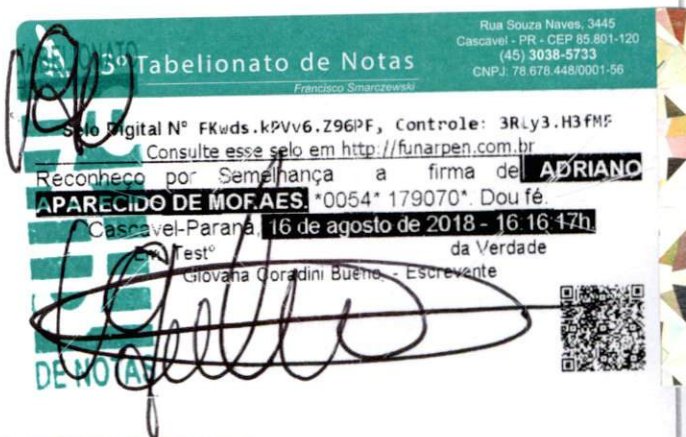 Rua Souza Naves, 3445
Cascavel - PR - CEP 85.801-120
(45) 3038-5733
CNPJ: 78.678.448/0001-56
3º Tabelionato de Notas
Francisco Smarczewski
Selo Digital Nº FKwds.kPVv6.Z96PF, Controle: 3RLy3.H3fMF
Consulte esse selo em http://funarpen.com.br
Reconheço por Semelhança a firma de ADRIANO
APARECIDO DE MORAES. *0054* 179070*. Dou fé.
Cascavel-Paraná, 16 de agosto de 2018 - 16:16:17h.
Em Testº da Verdade
Giovana Coradini Bueno - Escrevente
DE NOTAS